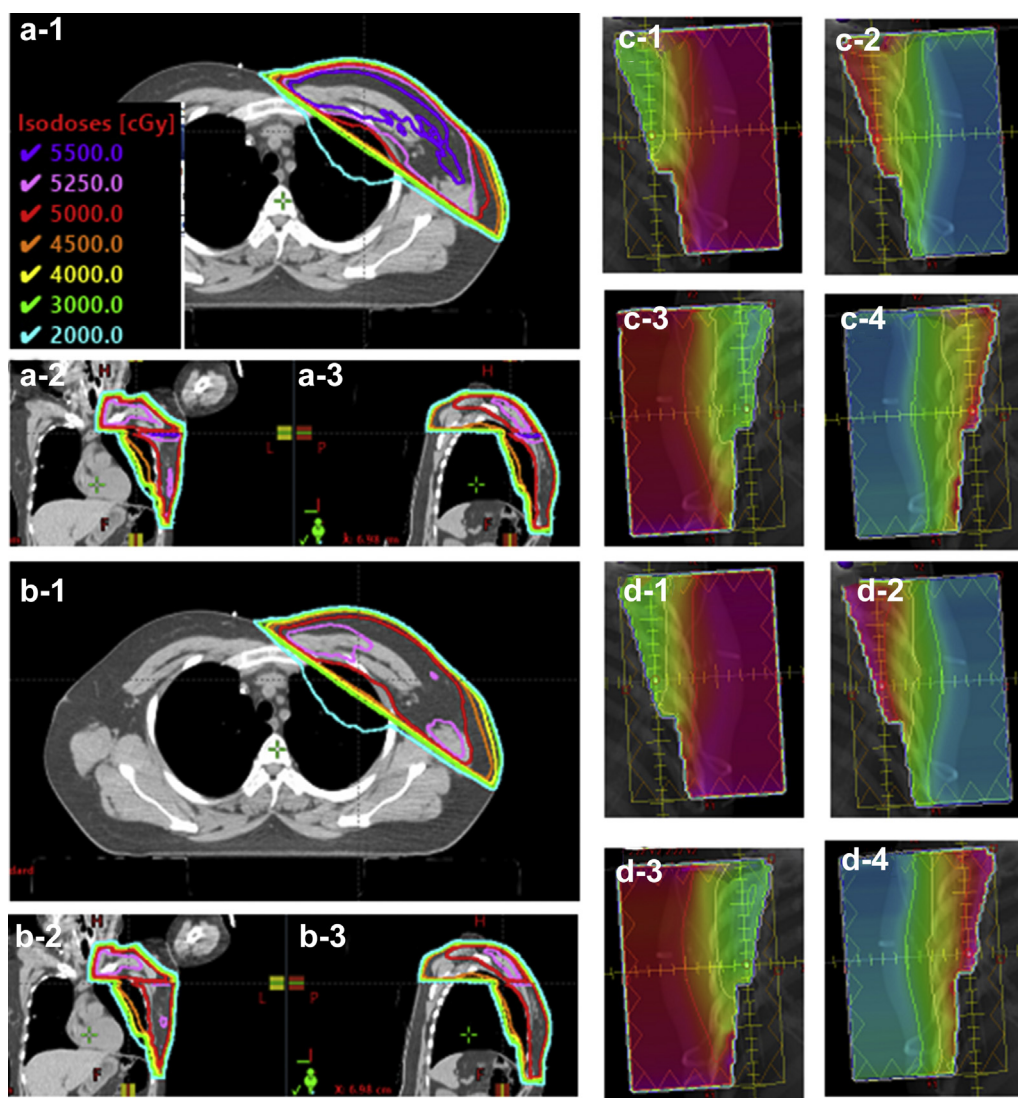 a-1
Isodoses [cGy]
✔ 5500.0
✔ 5250.0
✔ 5000.0
✔ 4500.0
✔ 4000.0
✔ 3000.0
✔ 2000.0
a-2
H
F
a-3
H
L
P
F
X: 6.98 cm
b-1
dard
b-2
H
F
b-3
H
L
P
F
X: 6.98 cm
c-1
c-2
c-3
c-4
d-1
d-2
d-3
d-4